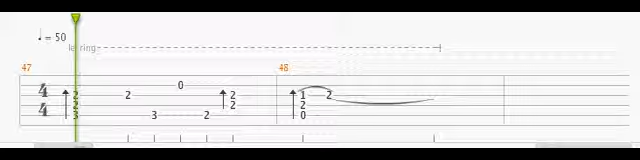 ♩ = 50
let ring
47 48
4 0
2 2 2 1 2
4 2 2 2
3 3 2 0